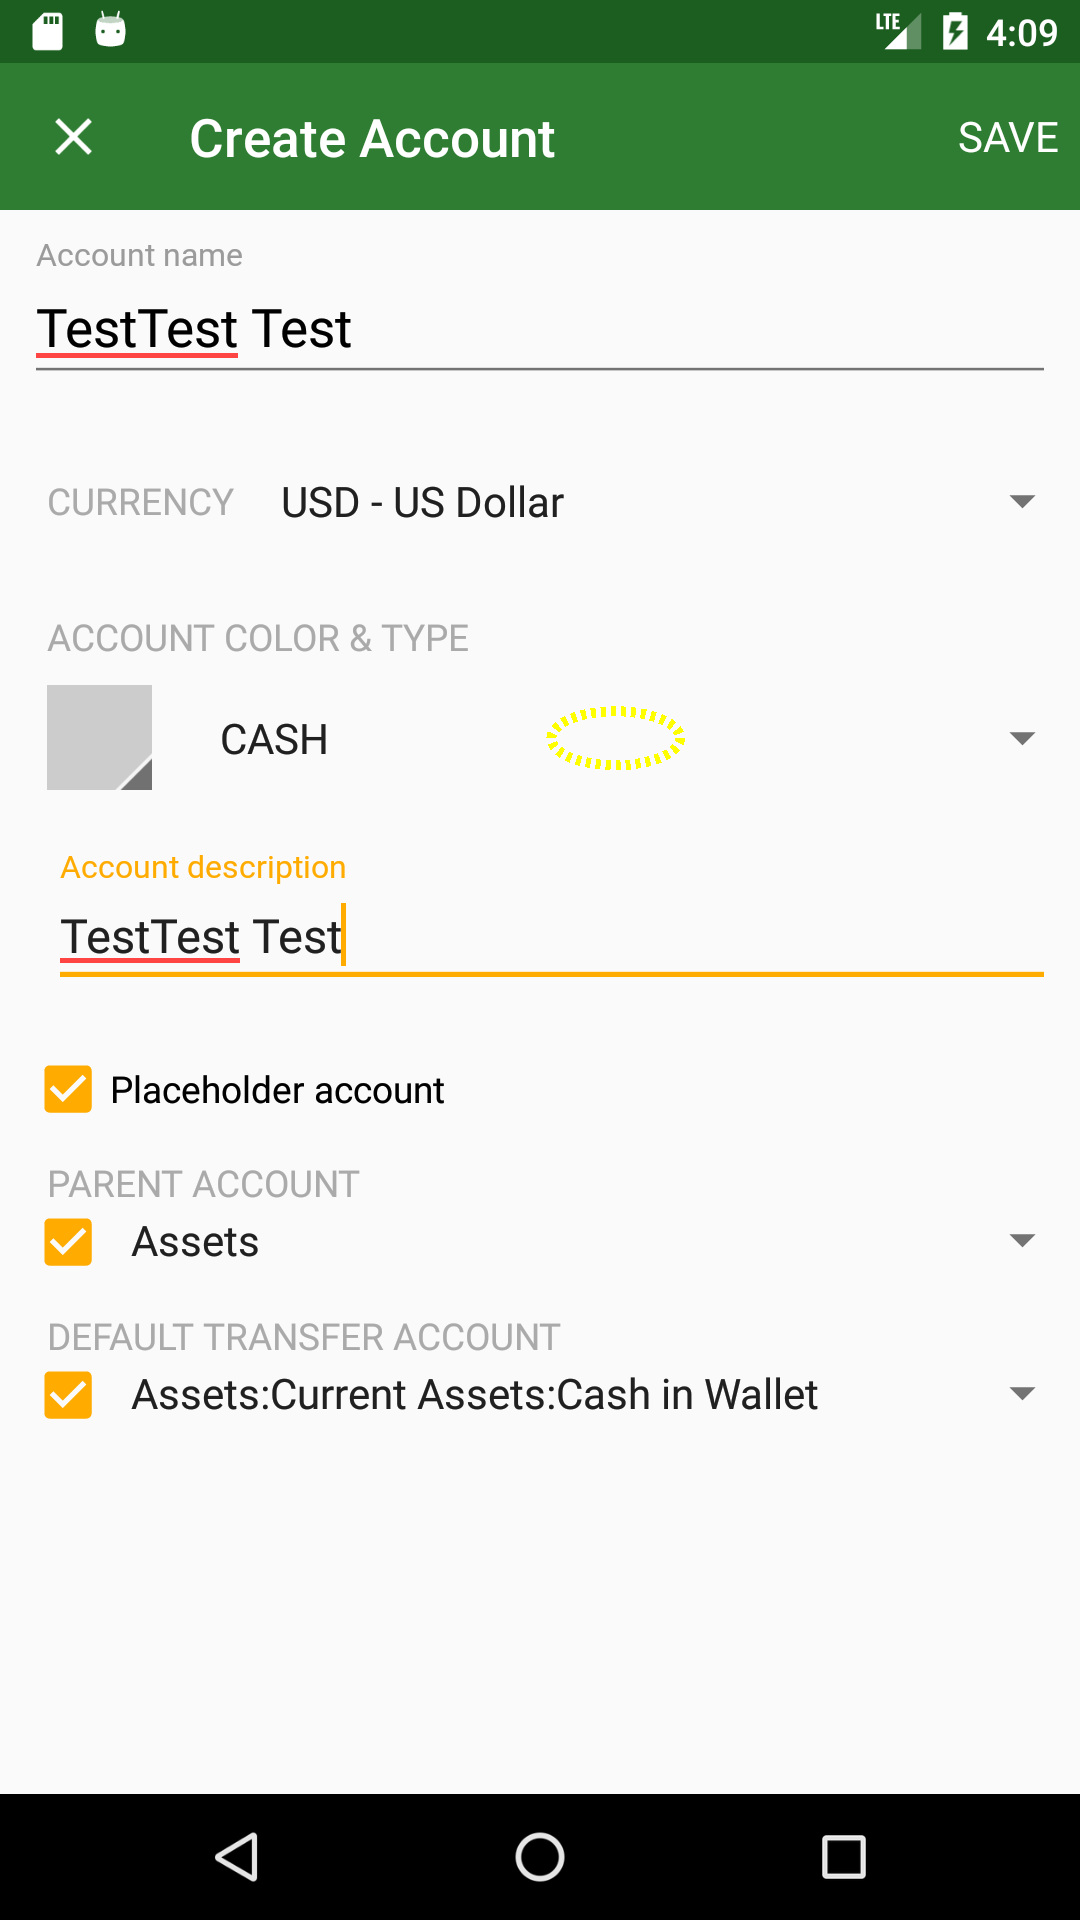 LTE 4:09
Create Account SAVE
Account name
TestTest Test
CURRENCY USD - US Dollar
ACCOUNT COLOR & TYPE
CASH
Account description
TestTest Test
Placeholder account
PARENT ACCOUNT
Assets
DEFAULT TRANSFER ACCOUNT
Assets:Current Assets:Cash in Wallet